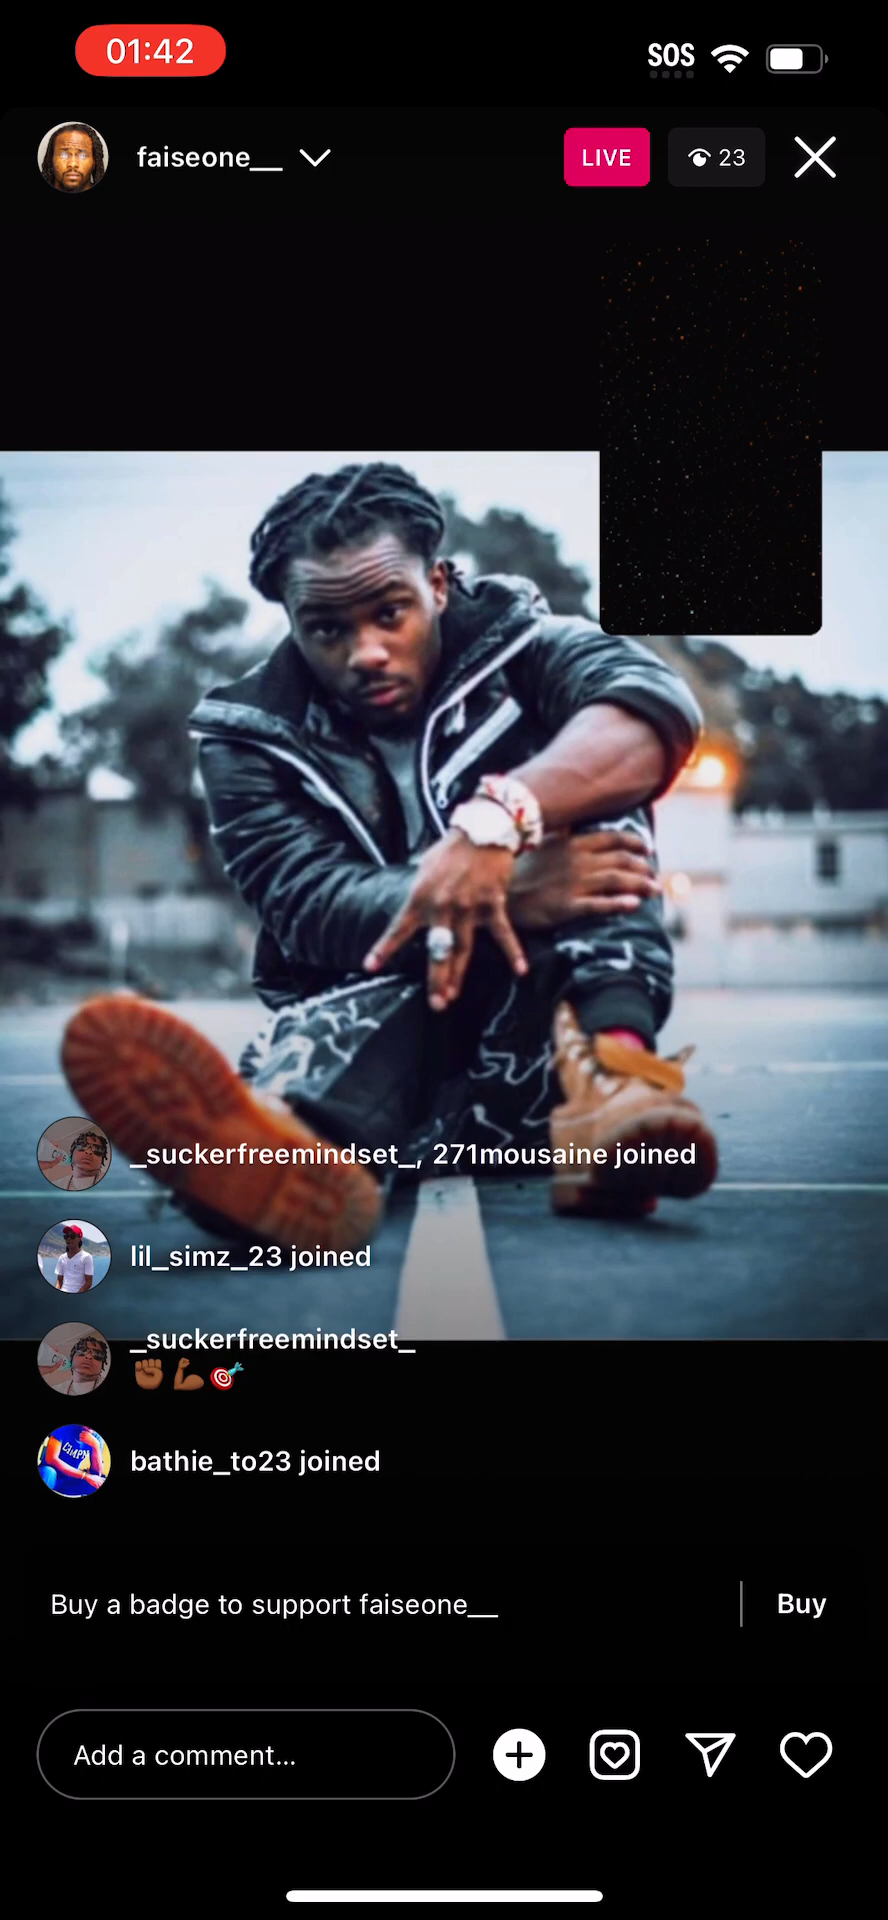 01:42
SOS
faiseone__
LIVE
23
_suckerfreemindset_, 271mousaine joined
lil_simz_23 joined
_suckerfreemindset_
✊🏾💪🏾🎯
bathie_to23 joined
Buy a badge to support faiseone__
Buy
Add a comment...